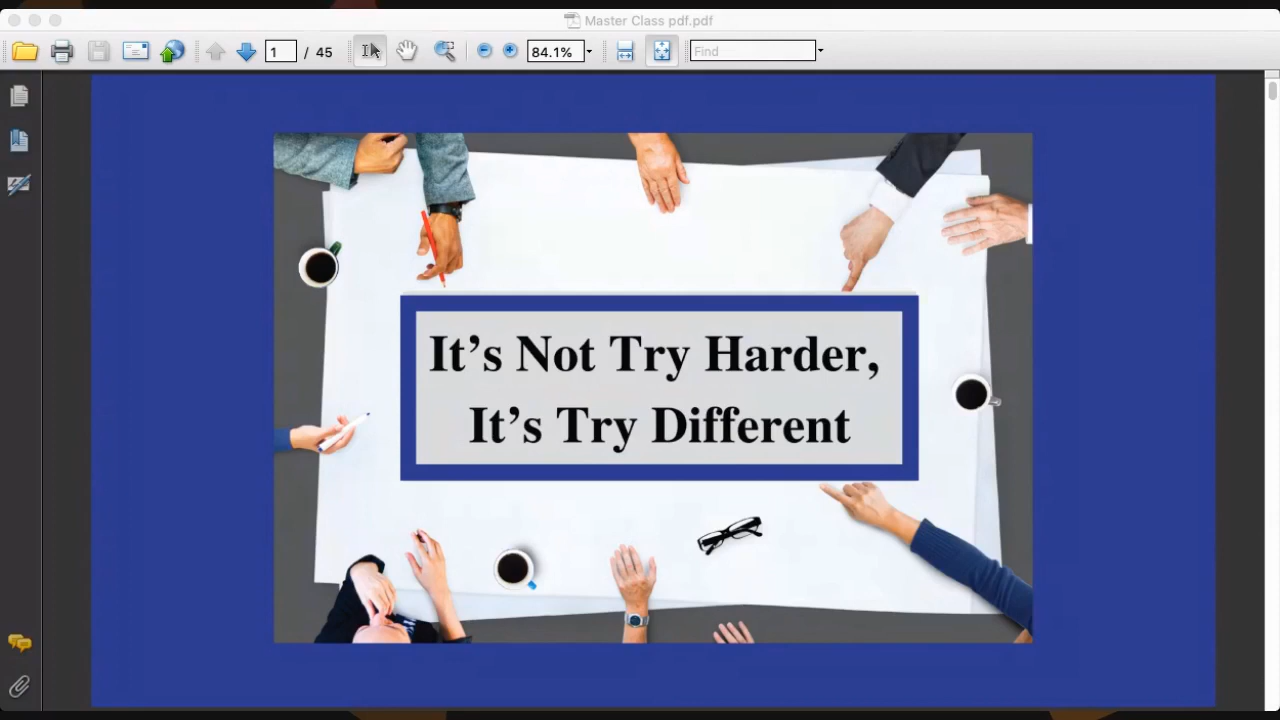 Master Class pdf.pdf
1 / 45
84.1%
Find
It’s Not Try Harder,
It’s Try Different